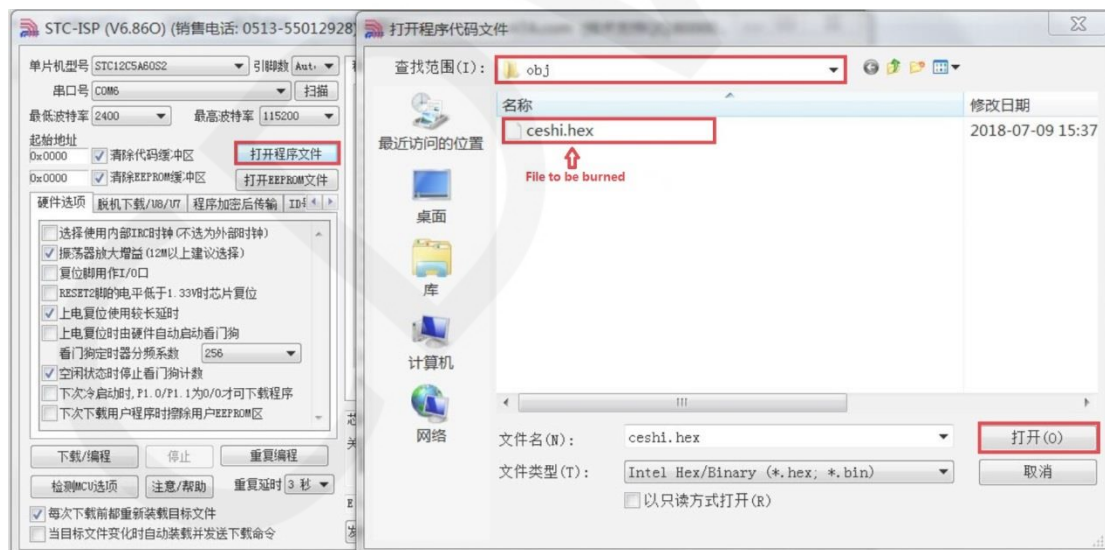 STC-ISP (V6.86O) (销售电话: 0513-55012928)
单片机型号 STC12C5A60S2 引脚数 Aut
串口号 COM6 扫描
最低波特率 2400 最高波特率 115200
起始地址
0x0000 清除代码缓冲区 打开程序文件
0x0000 清除EEPROM缓冲区 打开EEPROM文件
硬件选项 脱机下载/U8/U7 程序加密后传输
选择使用内部IRC时钟(不选为外部时钟)
振荡器放大增益(12M以上建议选择)
复位脚用作I/O口
RESET2脚的电平低于1.33V时芯片复位
上电复位使用较长延时
上电复位时由硬件自动启动看门狗
看门狗定时器分频系数 256
空闲状态时停止看门狗计数
下次冷启动时,P1.0/P1.1为0/0才可下载程序
下次下载用户程序时擦除用户EEPROM区
下载/编程 停止 重复编程
检测MCU选项 注意/帮助 重复延时 3 秒
每次下载前都重新装载目标文件
当目标文件变化时自动装载并发送下载命令
打开程序代码文件
查找范围(I): obj
最近访问的位置
桌面
库
计算机
网络
名称 修改日期
ceshi.hex 2018-07-09 15:37
File to be burned
文件名(N): ceshi.hex 打开(O)
文件类型(T): Intel Hex/Binary (*.hex; *.bin) 取消
以只读方式打开(R)